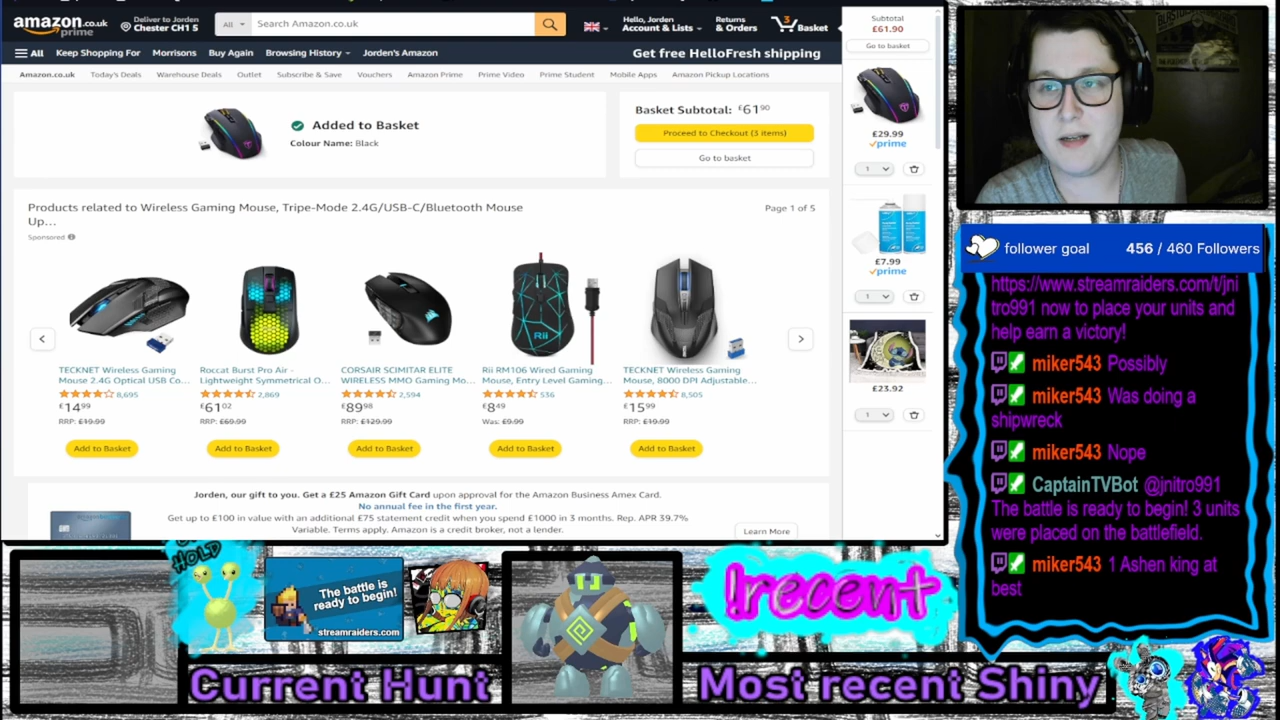 amazon.co.uk
prime
Deliver to Jorden
Chester CH1 5
All
Search Amazon.co.uk
Hello, Jorden
Account & Lists
Returns
& Orders
3
Basket
All
Keep Shopping For
Morrisons
Buy Again
Browsing History
Jorden's Amazon
Get free HelloFresh shipping
Amazon.co.uk
Today's Deals
Warehouse Deals
Outlet
Subscribe & Save
Vouchers
Amazon Prime
Prime Video
Prime Student
Mobile Apps
Amazon Pickup Locations
Added to Basket
Colour Name: Black
Basket Subtotal: £61.90
Proceed to Checkout (3 items)
Go to basket
Products related to Wireless Gaming Mouse, Tripe-Mode 2.4G/USB-C/Bluetooth Mouse
Up...
Page 1 of 5
Sponsored
Rii
TECKNET Wireless Gaming
Mouse 2.4G Optical USB Co...
8,695
£14.99
RRP: £19.99
Add to Basket
Roccat Burst Pro Air -
Lightweight Symmetrical O...
2,869
£61.02
RRP: £69.99
Add to Basket
CORSAIR SCIMITAR ELITE
WIRELESS MMO Gaming Mo...
2,594
£89.98
RRP: £129.99
Add to Basket
Rii RM106 Wired Gaming
Mouse, Entry Level Gaming...
536
£8.49
Was: £9.99
Add to Basket
TECKNET Wireless Gaming
Mouse, 8000 DPI Adjustable...
8,505
£15.99
RRP: £19.99
Add to Basket
Jorden, our gift to you. Get a £25 Amazon Gift Card upon approval for the Amazon Business Amex Card.
No annual fee in the first year.
Get up to £100 in value with an additional £75 statement credit when you spend £1000 in 3 months. Rep. APR 39.7%
Variable. Terms apply. Amazon is a credit broker, not a lender.
Learn More
Subtotal
£61.90
Go to basket
£29.99
prime
1
£7.99
prime
1
£23.92
1
follower goal
456 / 460 Followers
https://www.streamraiders.com/t/jni
tro991 now to place your units and
help earn a victory!
miker543 Possibly
miker543 Was doing a
shipwreck
miker543 Nope
CaptainTVBot @jnitro991
The battle is ready to begin! 3 units
were placed on the battlefield.
miker543 1 Ashen king at
best
HOLD
The battle is
ready to begin!
streamraiders.com
!recent
Current Hunt
Most recent Shiny